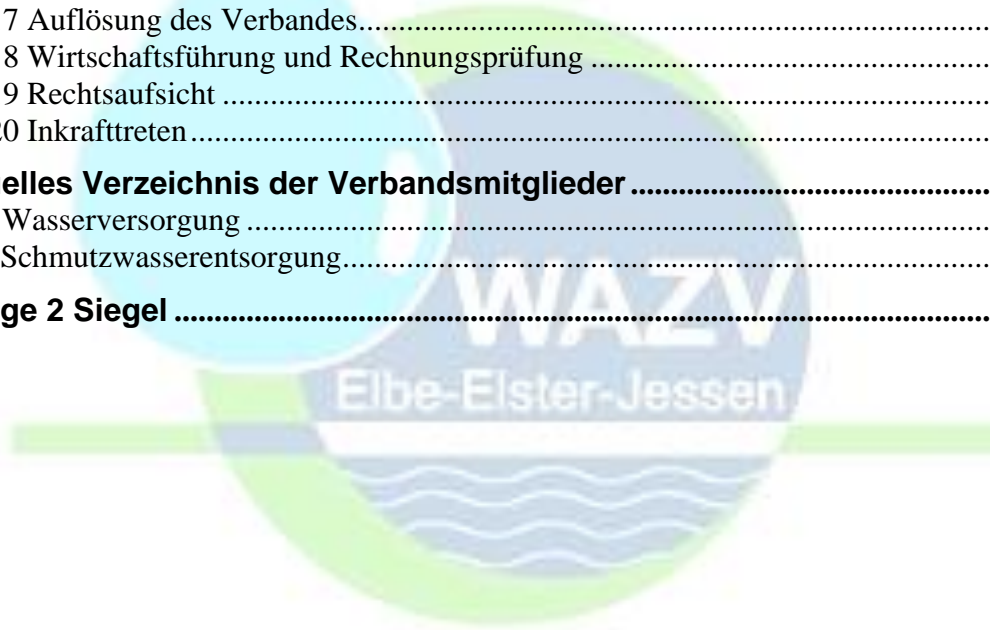 7 Auflösung des Verbandes
8 Wirtschaftsführung und Rechnungsprüfung
9 Rechtsaufsicht
20 Inkrafttreten
elles Verzeichnis der Verbandsmitglieder
Wasserversorgung
Schmutzwasserentsorgung
ge 2 Siegel
WAZV
Elbe-Elster-Jessen